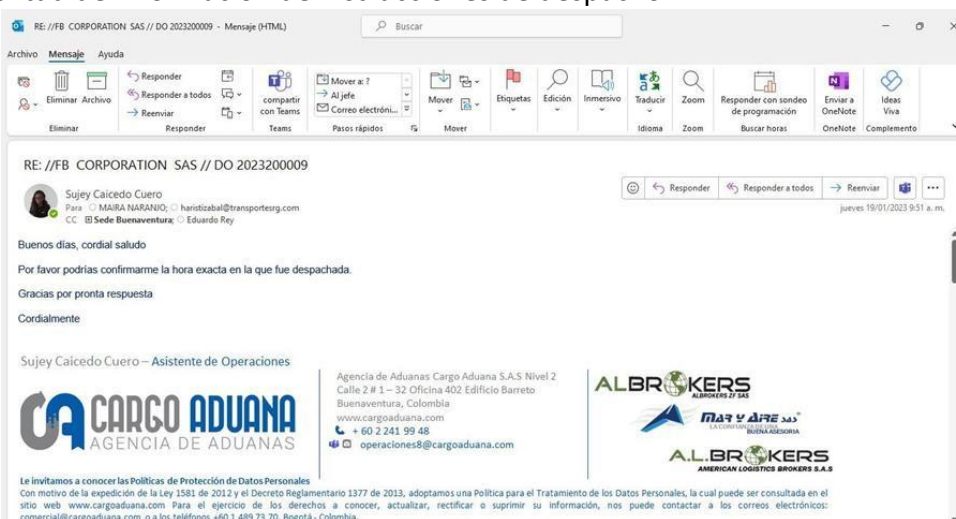 RE: //FB CORPORATION SAS // DO 2023200009 - Mensaje (HTML)
Buscar
Archivo Mensaje Ayuda
Eliminar Archivo
Responder
Responder a todos
Reenviar
compartir con Teams
Mover a: ?
Al jefe
Correo electróni...
Mover
Etiquetas
Edición
Inmersivo
Traducir
Zoom
Responder con sondeo de programación
Enviar a OneNote
Ideas Viva
Eliminar Responder Teams Pasos rápidos Mover Idioma Zoom Buscar horas OneNote Complemento
RE: //FB CORPORATION SAS // DO 2023200009
Sujey Caicedo Cuero
Para MAIRA NARANJO; haristizabal@transportesrg.com
CC Sede Buenaventura; Eduardo Rey
Responder Responder a todos Reenviar
jueves 19/01/2023 9:51 a. m.
Buenos días, cordial saludo
Por favor podrías confirmarme la hora exacta en la que fue despachada.
Gracias por pronta respuesta
Cordialmente
Sujey Caicedo Cuero – Asistente de Operaciones
CARGO ADUANA
AGENCIA DE ADUANAS
Agencia de Aduanas Cargo Aduana S.A.S Nivel 2
Calle 2 # 1 – 32 Oficina 402 Edificio Barreto
Buenaventura, Colombia
www.cargoaduana.com
+ 60 2 241 99 48
operaciones8@cargoaduana.com
ALBROKERS
ALBROKERS ZF SAS
MAR Y AIRE SAS
LA CONFIANZA DE UNA
BUENA ASESORIA
A.L.BROKERS
AMERICAN LOGISTICS BROKERS S.A.S
Le invitamos a conocer las Políticas de Protección de Datos Personales
Con motivo de la expedición de la Ley 1581 de 2012 y el Decreto Reglamentario 1377 de 2013, adoptamos una Política para el Tratamiento de los Datos Personales, la cual puede ser consultada en el
sitio web www.cargoaduana.com Para el ejercicio de los derechos a conocer, actualizar, rectificar o suprimir su información, nos puede contactar a los correos electrónicos:
comercial@cargoaduana.com, o a los teléfonos +60 1 489 73 70, Bogotá - Colombia.